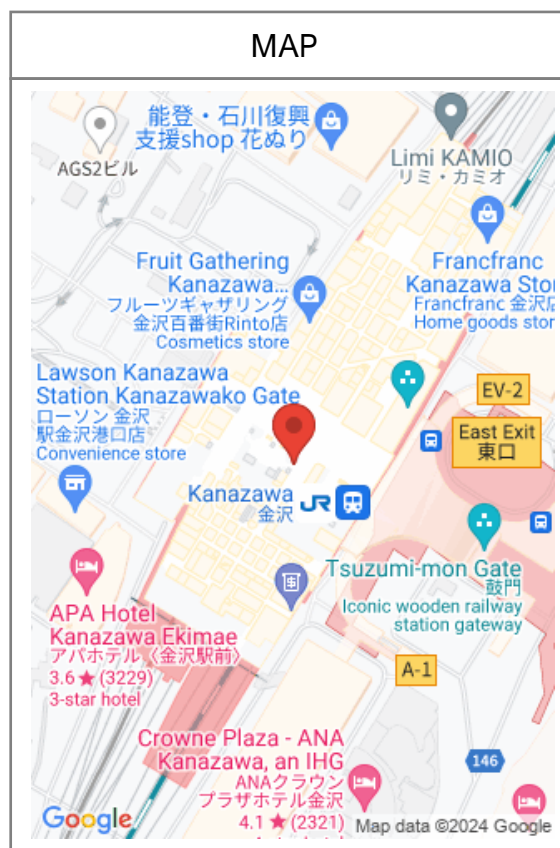 MAP
能登・石川復興
支援shop 花ぬり
AGS2ビル
Limi KAMIO
リミ・カミオ
Fruit Gathering
Kanazawa...
フルーツギャザリング
金沢百番街Rinto店
Cosmetics store
Francfranc
Kanazawa Sto
Francfranc 金沢店
Home goods stor
Lawson Kanazawa
Station Kanazawako Gate
ローソン 金沢
駅金沢港口店
Convenience store
EV-2
East Exit
東口
Kanazawa
金沢
JR
Tsuzumi-mon Gate
鼓門
Iconic wooden railway
station gateway
APA Hotel
Kanazawa Ekimae
アパホテル〈金沢駅前〉
3.6★(3229)
3-star hotel
A-1
Crowne Plaza - ANA
Kanazawa, an IHG
ANAクラウン
プラザホテル金沢
4.1★(2321)
146
Google
Map data ©2024 Google